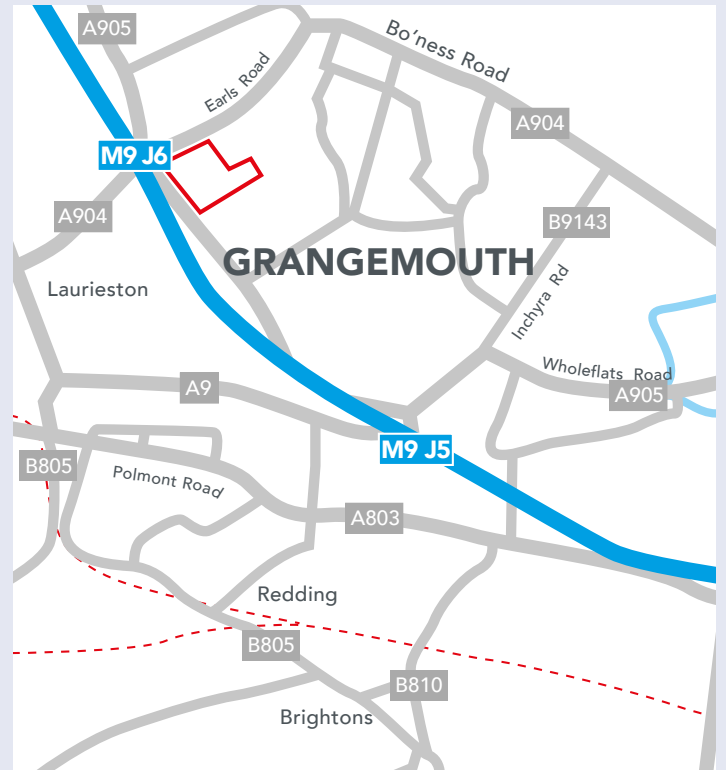 A905
Bo'ness Road
Earls Road
A904
M9 J6
A904
B9143
GRANGEMOUTH
Laurieston
Inchyra Rd
Wholeflats Road
A9
A905
M9 J5
B805
Polmont Road
A803
Redding
B805
B810
Brightons